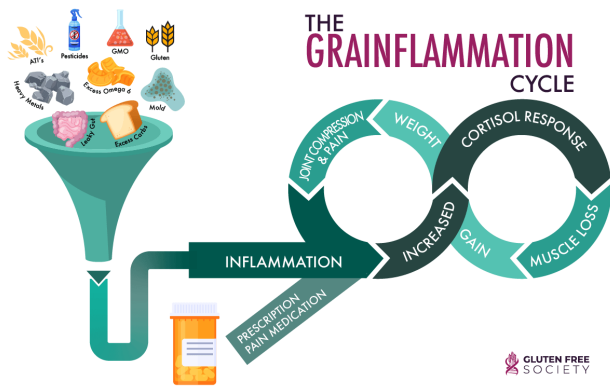 THE
GRAINFLAMMATION
CYCLE
ATI's
Pesticides
GMO
Gluten
Heavy Metals
Excess Omega 6
Mold
Leaky Gut
Excess Carbs
JOINT COMPRESSION
& PAIN
WEIGHT
CORTISOL RESPONSE
INCREASED
GAIN
MUSCLE LOSS
INFLAMMATION
PRESCRIPTION
PAIN MEDICATION
GLUTEN FREE
SOCIETY